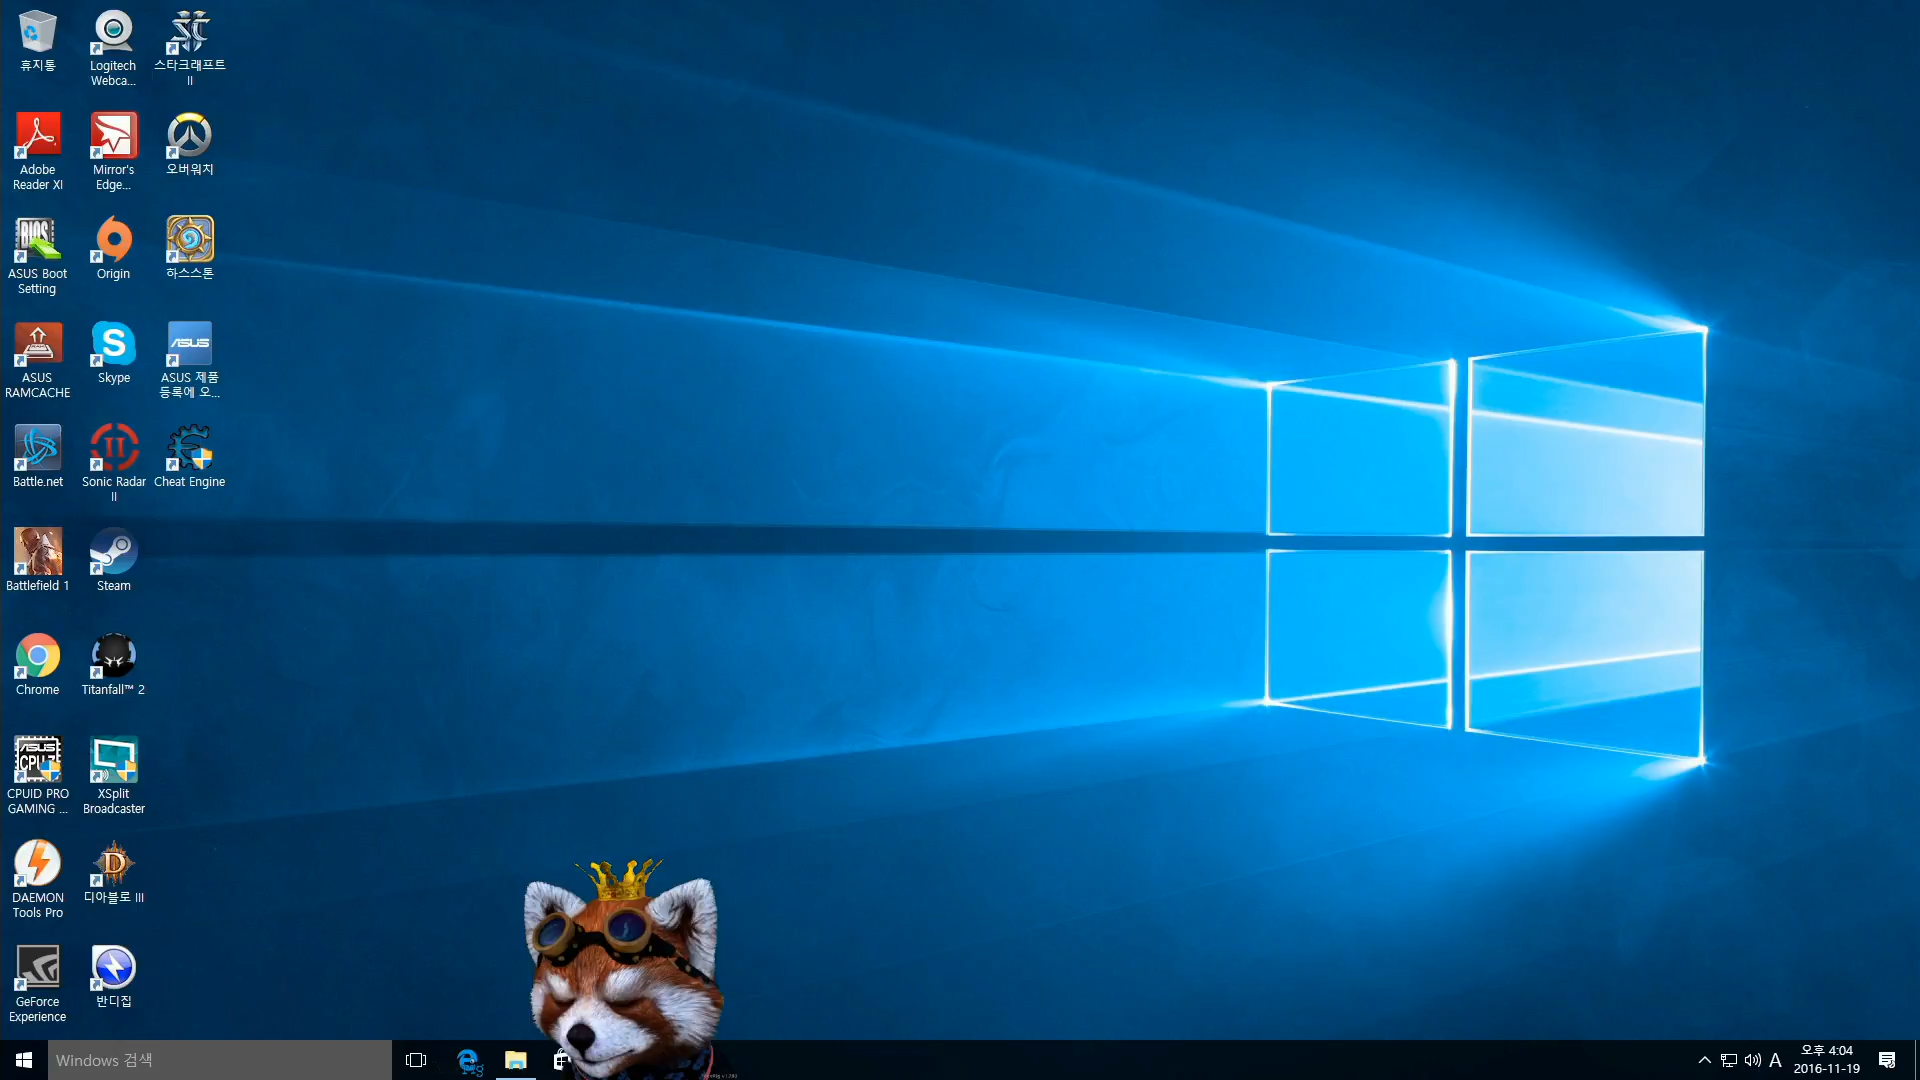 휴지통
Logitech
Webca...
스타크래프트
II
Adobe
Reader XI
Mirror's
Edge...
오버워치
BIOS
ASUS Boot
Setting
Origin
하스스톤
ASUS
RAMCACHE
Skype
ASUS
ASUS 제품
등록에 오...
Battle.net
Sonic Radar
II
Cheat Engine
Battlefield 1
Steam
Chrome
Titanfall™ 2
ASUS
CPU-Z
CPUID PRO
GAMING ...
XSplit
Broadcaster
DAEMON
Tools Pro
디아블로 III
GeForce
Experience
반디집
Windows 검색
A
오후 4:04
2016-11-19